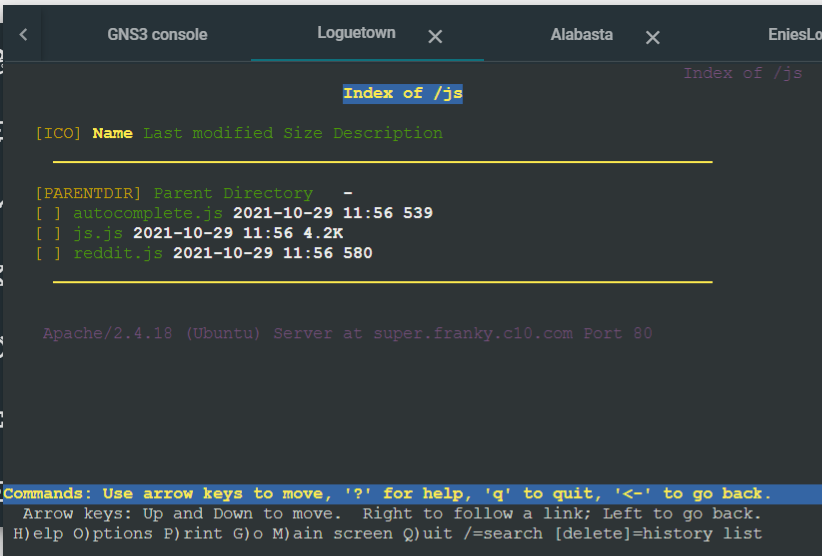 GNS3 console Loguetown Alabasta EniesLo
Index of /js
Index of /js
[ICO] Name Last modified Size Description
[PARENTDIR] Parent Directory -
[ ] autocomplete.js 2021-10-29 11:56 539
[ ] js.js 2021-10-29 11:56 4.2K
[ ] reddit.js 2021-10-29 11:56 580
Apache/2.4.18 (Ubuntu) Server at super.franky.c10.com Port 80
Commands: Use arrow keys to move, '?' for help, 'q' to quit, '<-' to go back.
Arrow keys: Up and Down to move. Right to follow a link; Left to go back.
H)elp O)ptions P)rint G)o M)ain screen Q)uit /=search [delete]=history list